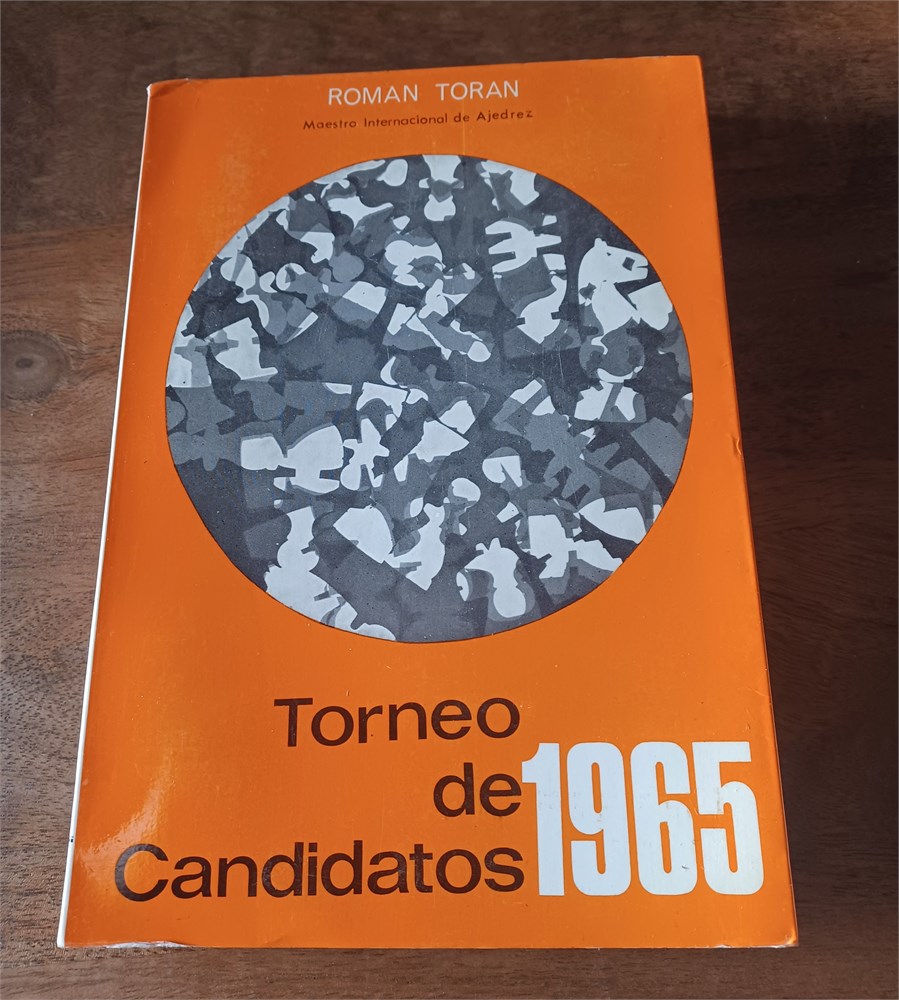 ROMAN TORAN
Maestro Internacional de Ajedrez
Torneo
de
Candidatos
1965